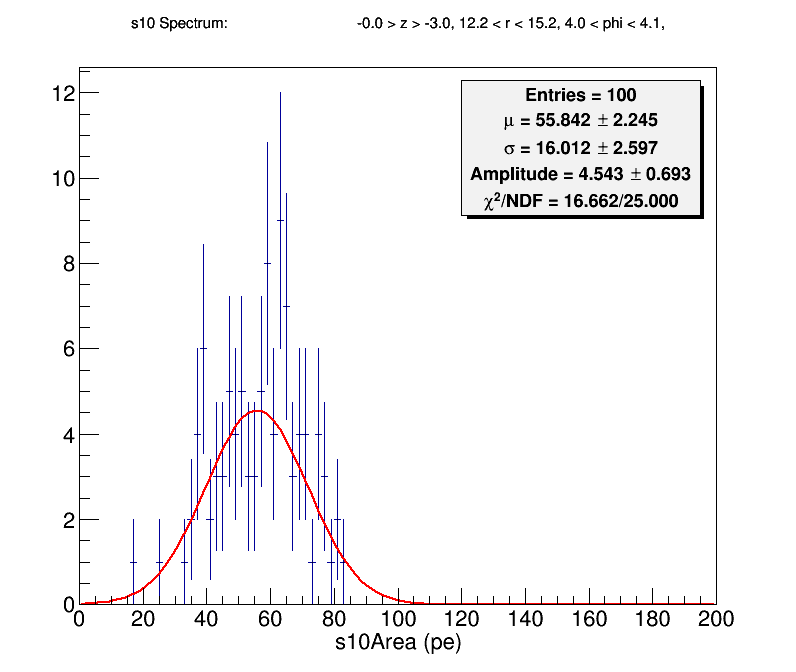 s10 Spectrum: -0.0 > z > -3.0, 12.2 < r < 15.2, 4.0 < phi < 4.1,
Entries = 100
μ = 55.842 ± 2.245
σ = 16.012 ± 2.597
Amplitude = 4.543 ± 0.693
χ²/NDF = 16.662/25.000
12
10
8
6
4
2
0
0 20 40 60 80 100 120 140 160 180 200
s10Area (pe)